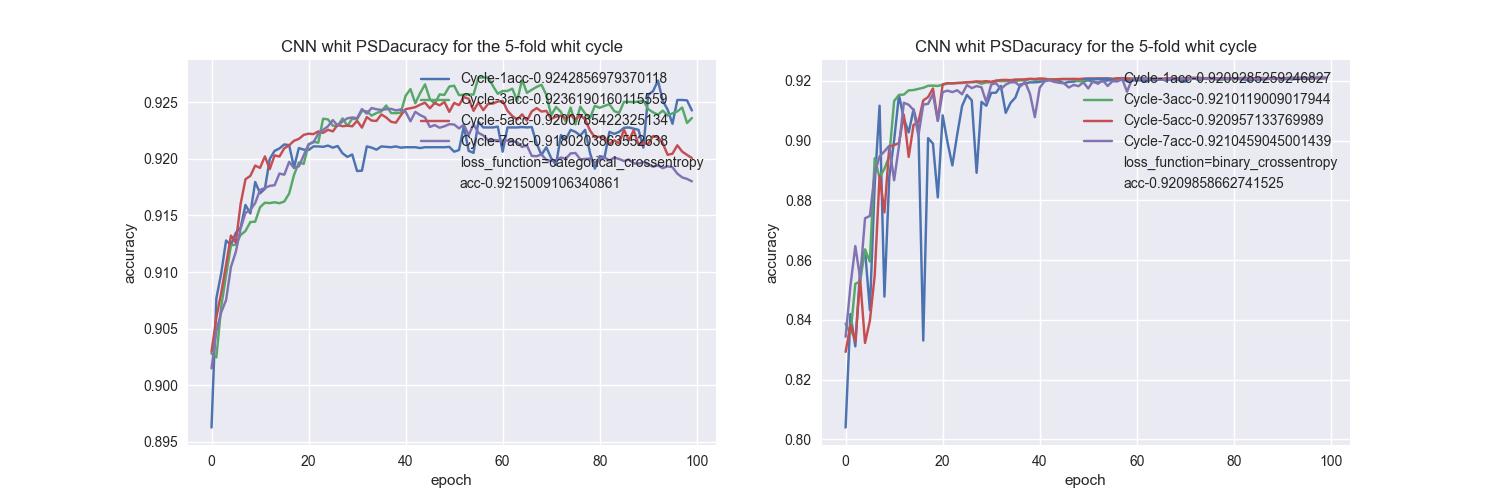 CNN whit PSDacuracy for the 5-fold whit cycle
0.925
0.920
0.915
0.910
0.905
0.900
0.895
accuracy
Cycle-1acc-0.9242856979370118
Cycle-3acc-0.9236190160115559
Cycle-5acc-0.9200785422325134
Cycle-7acc-0.9180203863552638
loss_function=categorical_crossentropy
acc-0.9215009106340861
0 20 40 60 80 100
epoch
CNN whit PSDacuracy for the 5-fold whit cycle
0.92
0.90
0.88
0.86
0.84
0.82
0.80
accuracy
Cycle-1acc-0.9209285259246827
Cycle-3acc-0.9210119009017944
Cycle-5acc-0.920957133769989
Cycle-7acc-0.9210459045001439
loss_function=binary_crossentropy
acc-0.9209858662741525
0 20 40 60 80 100
epoch